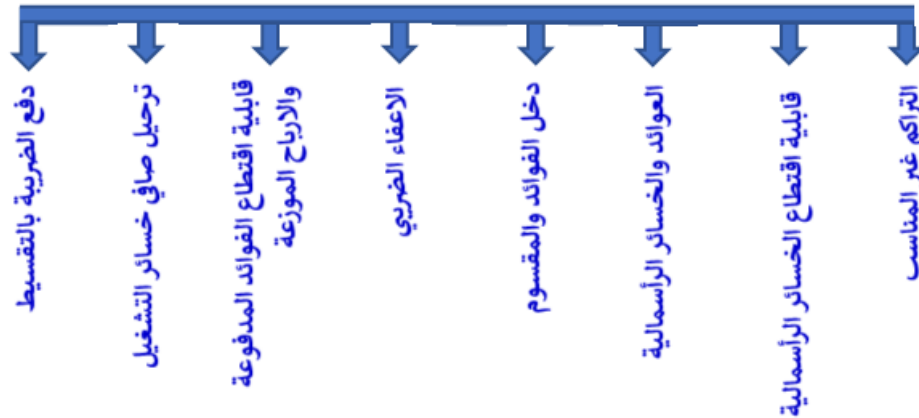 التراكم غير المناسب
قابلية اقتطاع الخسائر الرأسمالية
العوائد والخسائر الرأسمالية
دخل الفوائد والمقسوم
الاعفاء الضريبي
قابلية اقتطاع الفوائد المدفوعة
والارباح الموزعة
ترحيل صافي خسائر التشغيل
دفع الضريبة بالتقسيط